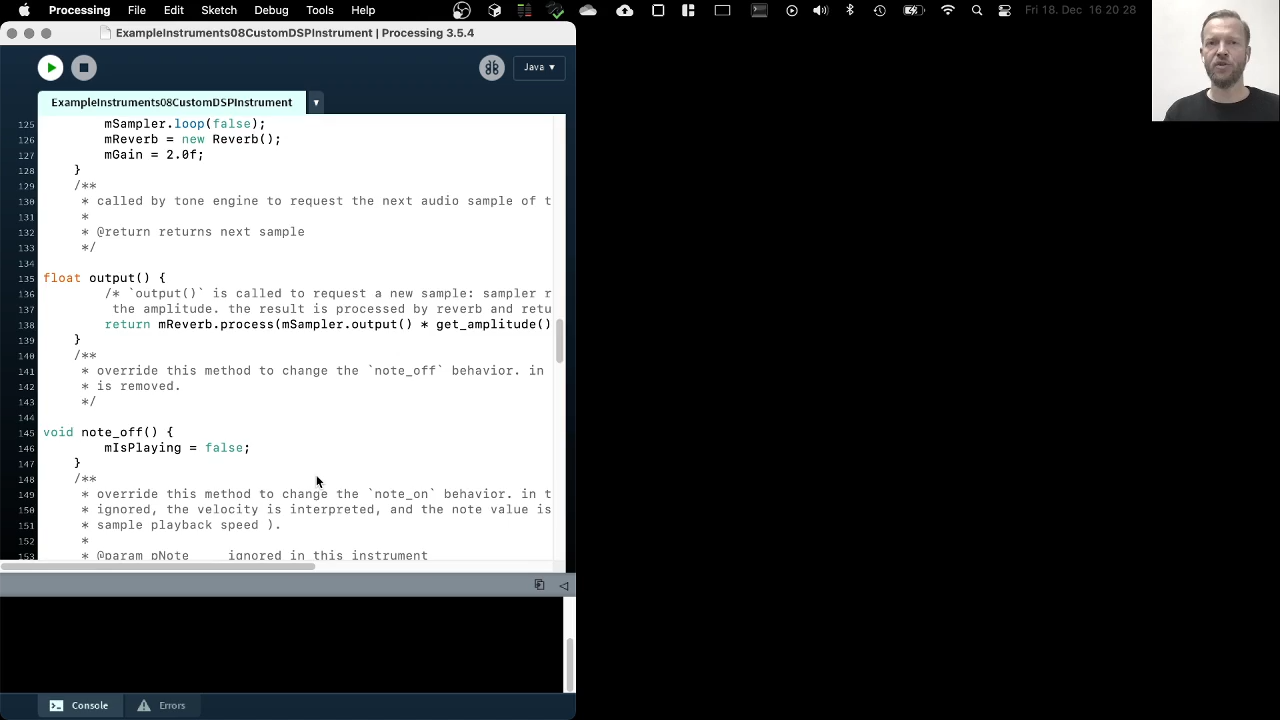 Processing File Edit Sketch Debug Tools Help Fri 18. Dec 16 20 28
ExampleInstruments08CustomDSPInstrument | Processing 3.5.4
Java ▾
ExampleInstruments08CustomDSPInstrument ▾
125 mSampler.loop(false);
126 mReverb = new Reverb();
127 mGain = 2.0f;
128 }
129 /**
130 * called by tone engine to request the next audio sample of t
131 *
132 * @return returns next sample
133 */
134
135 float output() {
136 /* `output()` is called to request a new sample: sampler r
137 the amplitude. the result is processed by reverb and retu
138 return mReverb.process(mSampler.output() * get_amplitude()
139 }
140 /**
141 * override this method to change the `note_off` behavior. in
142 * is removed.
143 */
144
145 void note_off() {
146 mIsPlaying = false;
147 }
148 /**
149 * override this method to change the `note_on` behavior. in t
150 * ignored, the velocity is interpreted, and the note value is
151 * sample playback speed ).
152 *
153 * @param pNote ignored in this instrument
Console Errors